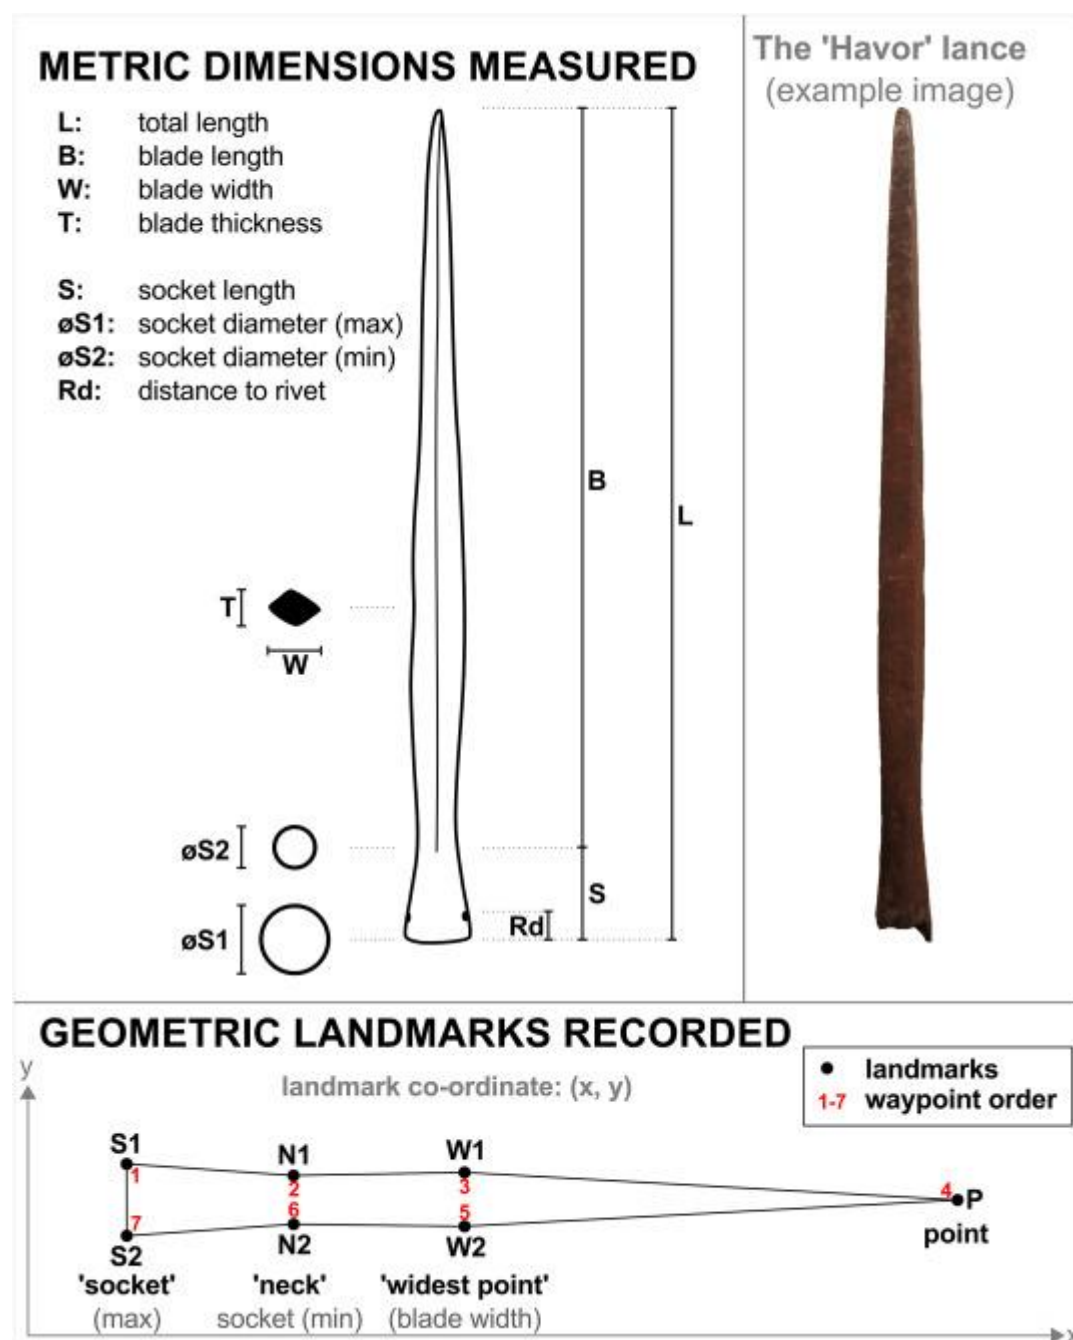 METRIC DIMENSIONS MEASURED
L: total length
B: blade length
W: blade width
T: blade thickness
S: socket length
øS1: socket diameter (max)
øS2: socket diameter (min)
Rd: distance to rivet
B
L
T
W
øS2
S
Rd
øS1
The 'Havor' lance
(example image)
GEOMETRIC LANDMARKS RECORDED
y
landmark co-ordinate: (x, y)
landmarks
1-7 waypoint order
S1
N1
W1
1
2
3
4
P
7
6
5
point
S2
N2
W2
'socket'
'neck'
'widest point'
(max)
socket (min)
(blade width)
x